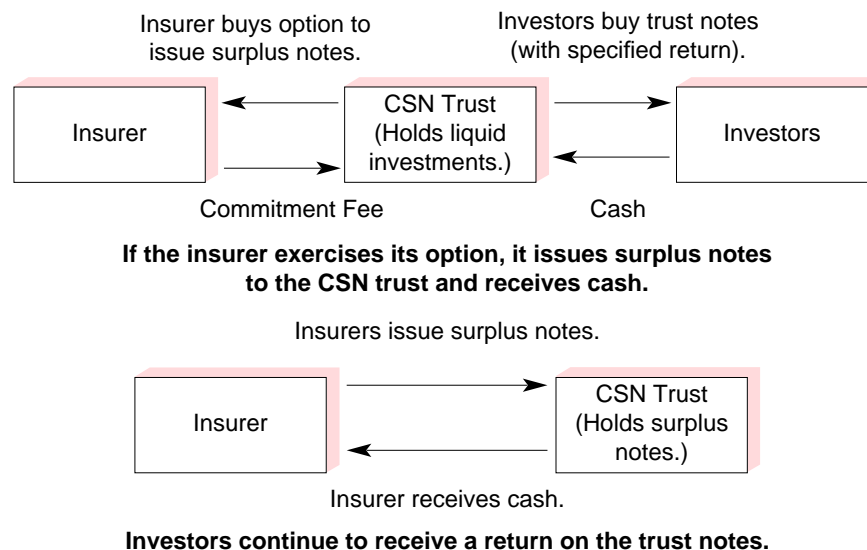 Insurer buys option to
issue surplus notes.
Investors buy trust notes
(with specified return).
Insurer
CSN Trust
(Holds liquid
investments.)
Investors
Commitment Fee
Cash
If the insurer exercises its option, it issues surplus notes
to the CSN trust and receives cash.
Insurers issue surplus notes.
Insurer
CSN Trust
(Holds surplus
notes.)
Insurer receives cash.
Investors continue to receive a return on the trust notes.